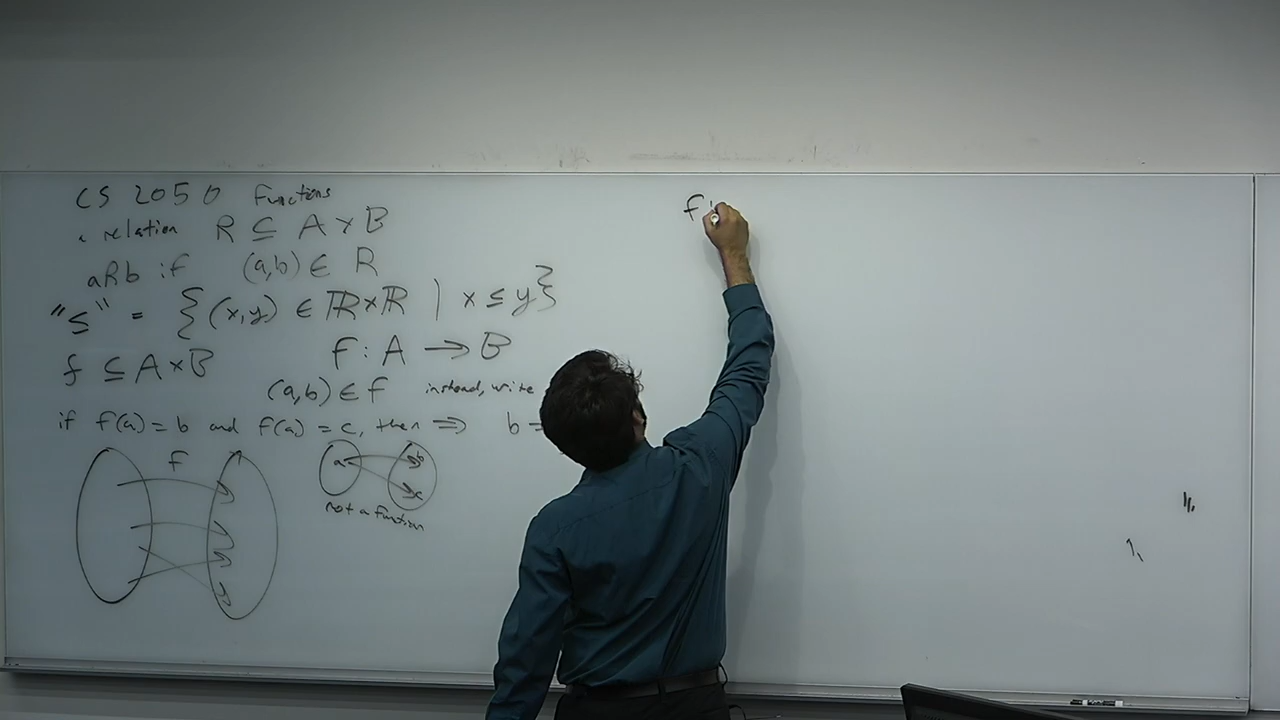 CS 2050 Functions
a relation R ⊆ A × B
aRb if (a,b) ∈ R
"≤" = {(x,y) ∈ ℝ×ℝ | x ≤ y}
f ⊆ A×B f : A → B
(a,b) ∈ f instead, write
if f(a) = b and f(a) = c, then ⇒ b =
f
a b
c
not a function
f